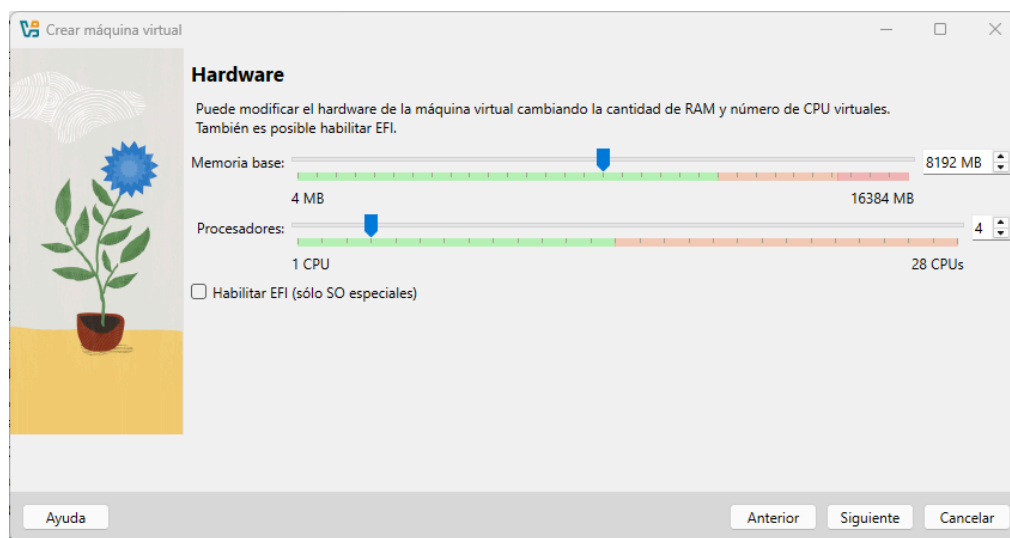 Crear máquina virtual
Hardware
Puede modificar el hardware de la máquina virtual cambiando la cantidad de RAM y número de CPU virtuales.
También es posible habilitar EFI.
Memoria base: 8192 MB
4 MB 16384 MB
Procesadores: 4
1 CPU 28 CPUs
Habilitar EFI (sólo SO especiales)
Ayuda Anterior Siguiente Cancelar